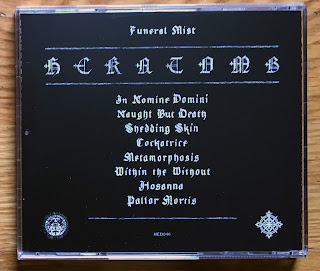 Funeral Mist
HEKATOMB
In Nomine Domini
Naught But Death
Shedding Skin
Cockatrice
Metamorphosis
Within the Without
Hosanna
Pallor Mortis